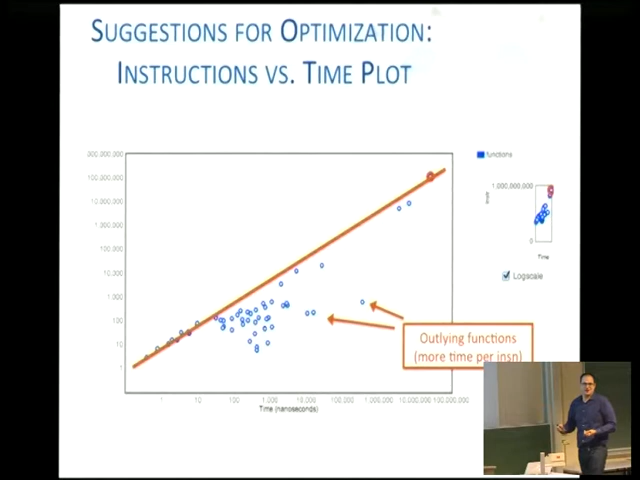 SUGGESTIONS FOR OPTIMIZATION:
INSTRUCTIONS VS. TIME PLOT
functions
100,000,000
10,000,000
1,000,000
100,000
10,000
1,000
100
10
1
1,000,000,000
0
Time
Logscale
Outlying functions
(more time per insn)
1 10 100 1,000 10,000 100,000 1,000,000 10,000,000 100,000,000
Time (nanoseconds)